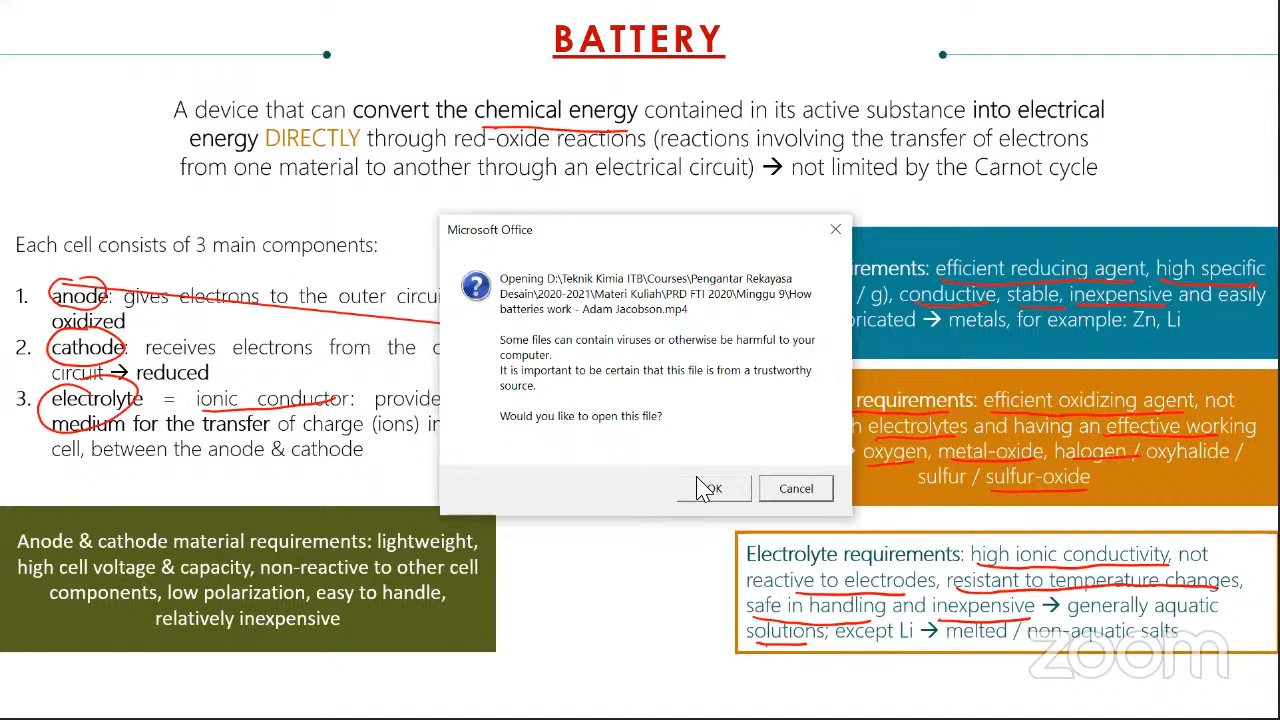 BATTERY
A device that can convert the chemical energy contained in its active substance into electrical
energy DIRECTLY through red-oxide reactions (reactions involving the transfer of electrons
from one material to another through an electrical circuit) → not limited by the Carnot cycle
Each cell consists of 3 main components:
1. anode: gives electrons to the outer circui
oxidized
2. cathode: receives electrons from the c
circuit → reduced
3. electrolyte = ionic conductor: provide
medium for the transfer of charge (ions) in
cell, between the anode & cathode
Anode & cathode material requirements: lightweight,
high cell voltage & capacity, non-reactive to other cell
components, low polarization, easy to handle,
relatively inexpensive
Microsoft Office
Opening D:\Teknik Kimia ITB\Courses\Pengantar Rekayasa
Desain\2020-2021\Materi Kuliah\PRD FTI 2020\Minggu 9\How
batteries work - Adam Jacobson.mp4
Some files can contain viruses or otherwise be harmful to your
computer.
It is important to be certain that this file is from a trustworthy
source.
Would you like to open this file?
OK
Cancel
irements: efficient reducing agent, high specific
/ g), conductive, stable, inexpensive and easily
bricated → metals, for example: Zn, Li
requirements: efficient oxidizing agent, not
h electrolytes and having an effective working
oxygen, metal-oxide, halogen / oxyhalide /
sulfur / sulfur-oxide
Electrolyte requirements: high ionic conductivity, not
reactive to electrodes, resistant to temperature changes,
safe in handling and inexpensive → generally aquatic
solutions; except Li → melted / non-aquatic salts
zoom